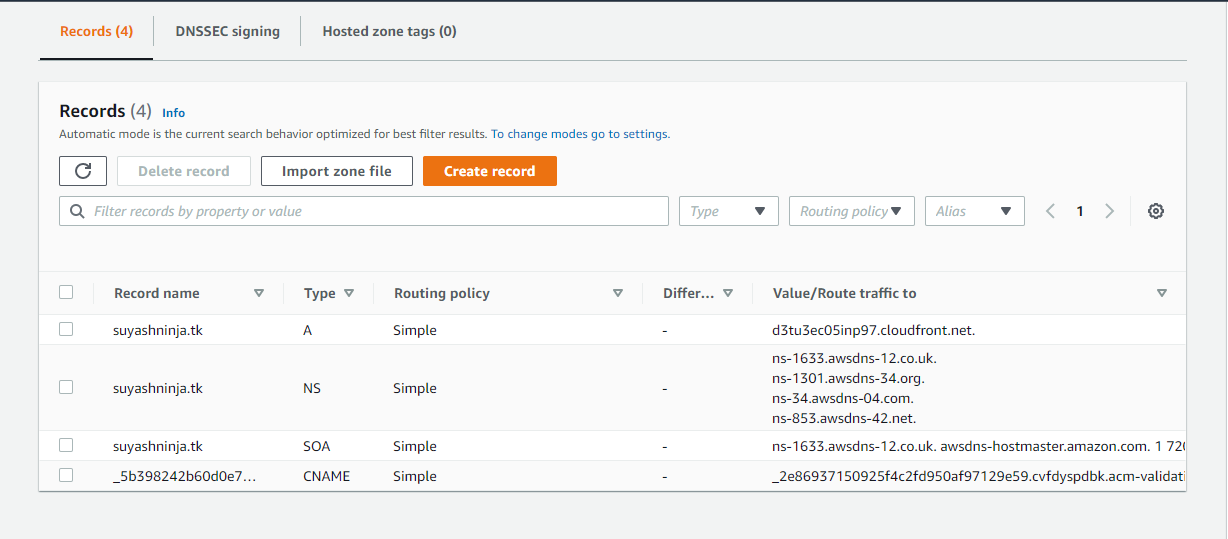 Records (4) DNSSEC signing Hosted zone tags (0)
Records (4) Info
Automatic mode is the current search behavior optimized for best filter results. To change modes go to settings.
Delete record Import zone file Create record
Filter records by property or value Type Routing policy Alias 1
Record name Type Routing policy Differ... Value/Route traffic to
suyashninja.tk A Simple - d3tu3ec05inp97.cloudfront.net.
ns-1633.awsdns-12.co.uk.
ns-1301.awsdns-34.org.
suyashninja.tk NS Simple -
ns-34.awsdns-04.com.
ns-853.awsdns-42.net.
suyashninja.tk SOA Simple - ns-1633.awsdns-12.co.uk. awsdns-hostmaster.amazon.com. 1 720
_5b398242b60d0e7... CNAME Simple - _2e86937150925f4c2fd950af97129e59.cvfdyspdbk.acm-validati